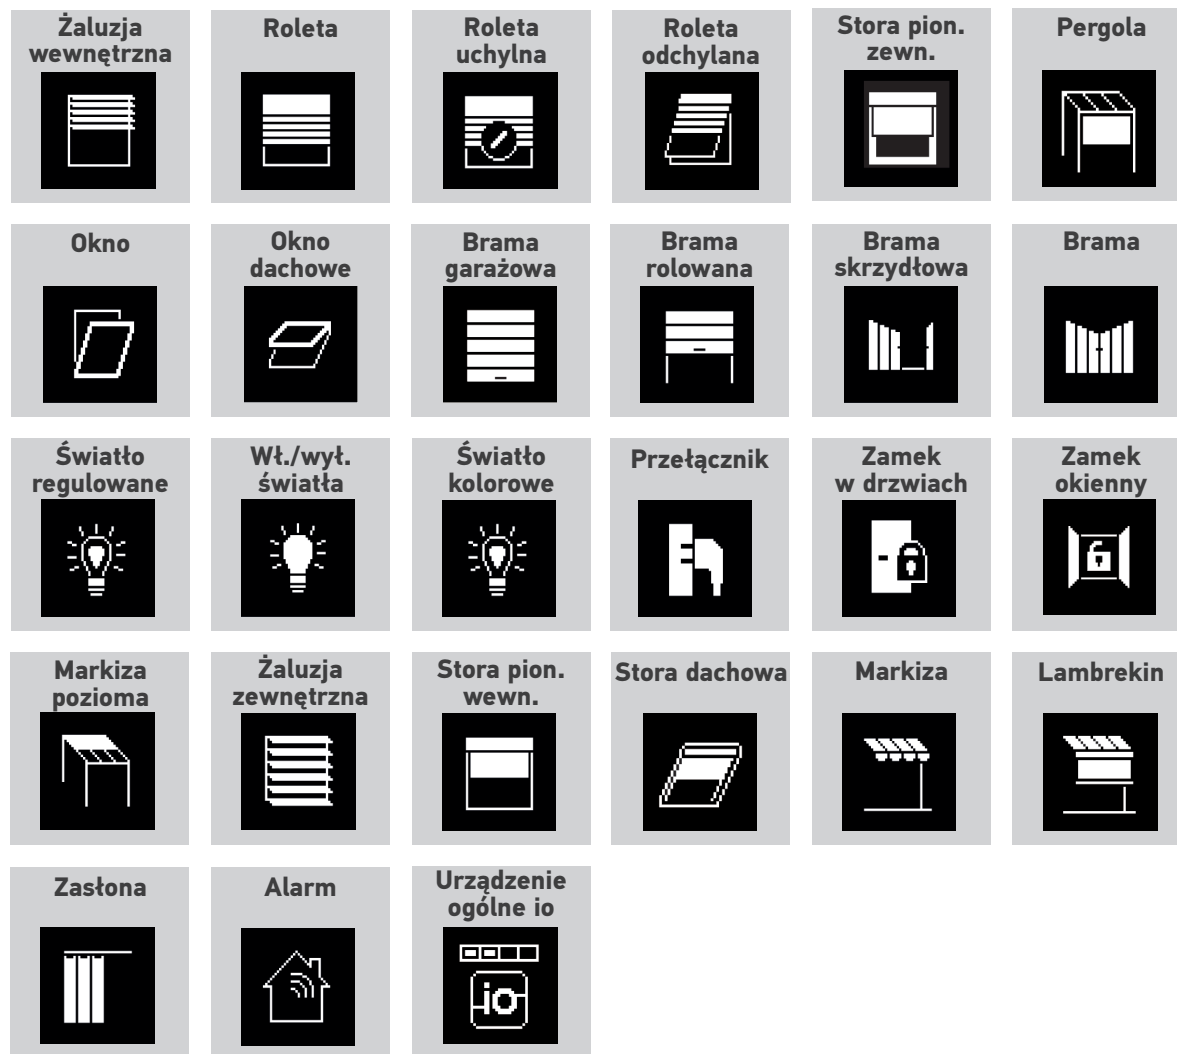 Żaluzja
wewnętrzna
Roleta
Roleta
uchylna
Roleta
odchylana
Stora pion.
zewn.
Pergola
Okno
Okno
dachowe
Brama
garażowa
Brama
rolowana
Brama
skrzydłowa
Brama
Światło
regulowane
Wł./wył.
światła
Światło
kolorowe
Przełącznik
Zamek
w drzwiach
Zamek
okienny
Markiza
pozioma
Żaluzja
zewnętrzna
Stora pion.
wewn.
Stora dachowa
Markiza
Lambrekin
Zasłona
Alarm
Urządzenie
ogólne io
io